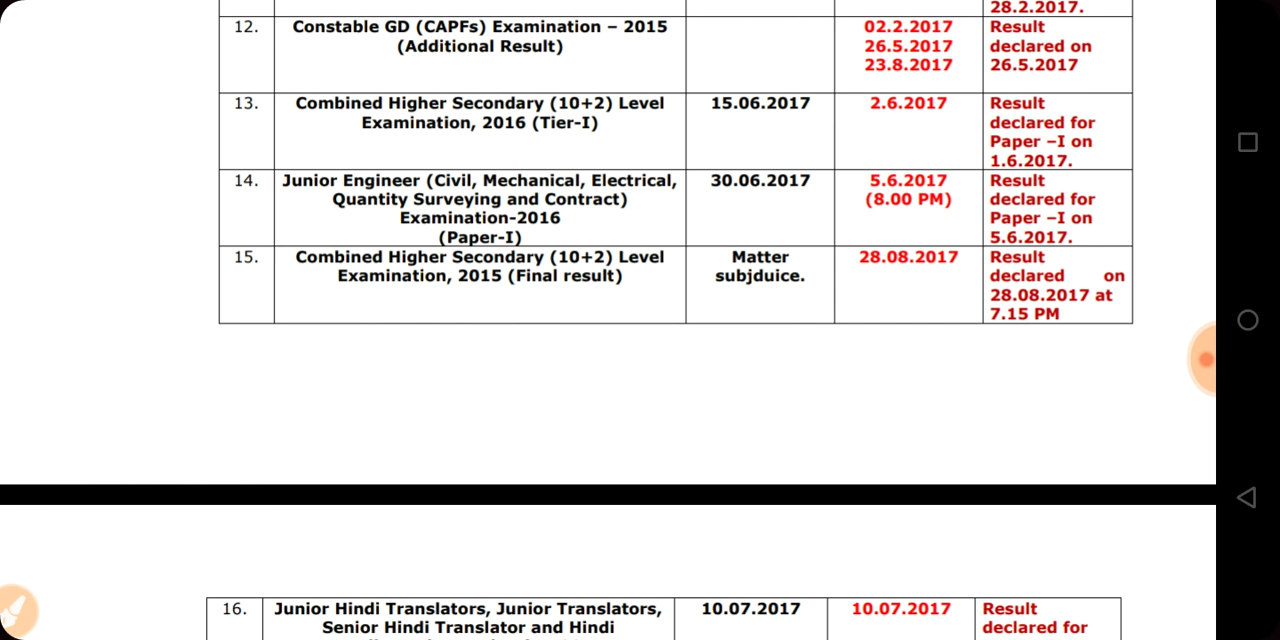 28.2.2017.
12. Constable GD (CAPFs) Examination – 2015 02.2.2017 Result
(Additional Result) 26.5.2017 declared on
23.8.2017 26.5.2017
13. Combined Higher Secondary (10+2) Level 15.06.2017 2.6.2017 Result
Examination, 2016 (Tier-I) declared for
Paper –I on
1.6.2017.
14. Junior Engineer (Civil, Mechanical, Electrical, 30.06.2017 5.6.2017 Result
Quantity Surveying and Contract) (8.00 PM) declared for
Examination-2016 Paper –I on
(Paper-I) 5.6.2017.
15. Combined Higher Secondary (10+2) Level Matter 28.08.2017 Result
Examination, 2015 (Final result) subjduice. declared on
28.08.2017 at
7.15 PM
16. Junior Hindi Translators, Junior Translators, 10.07.2017 10.07.2017 Result
Senior Hindi Translator and Hindi declared for